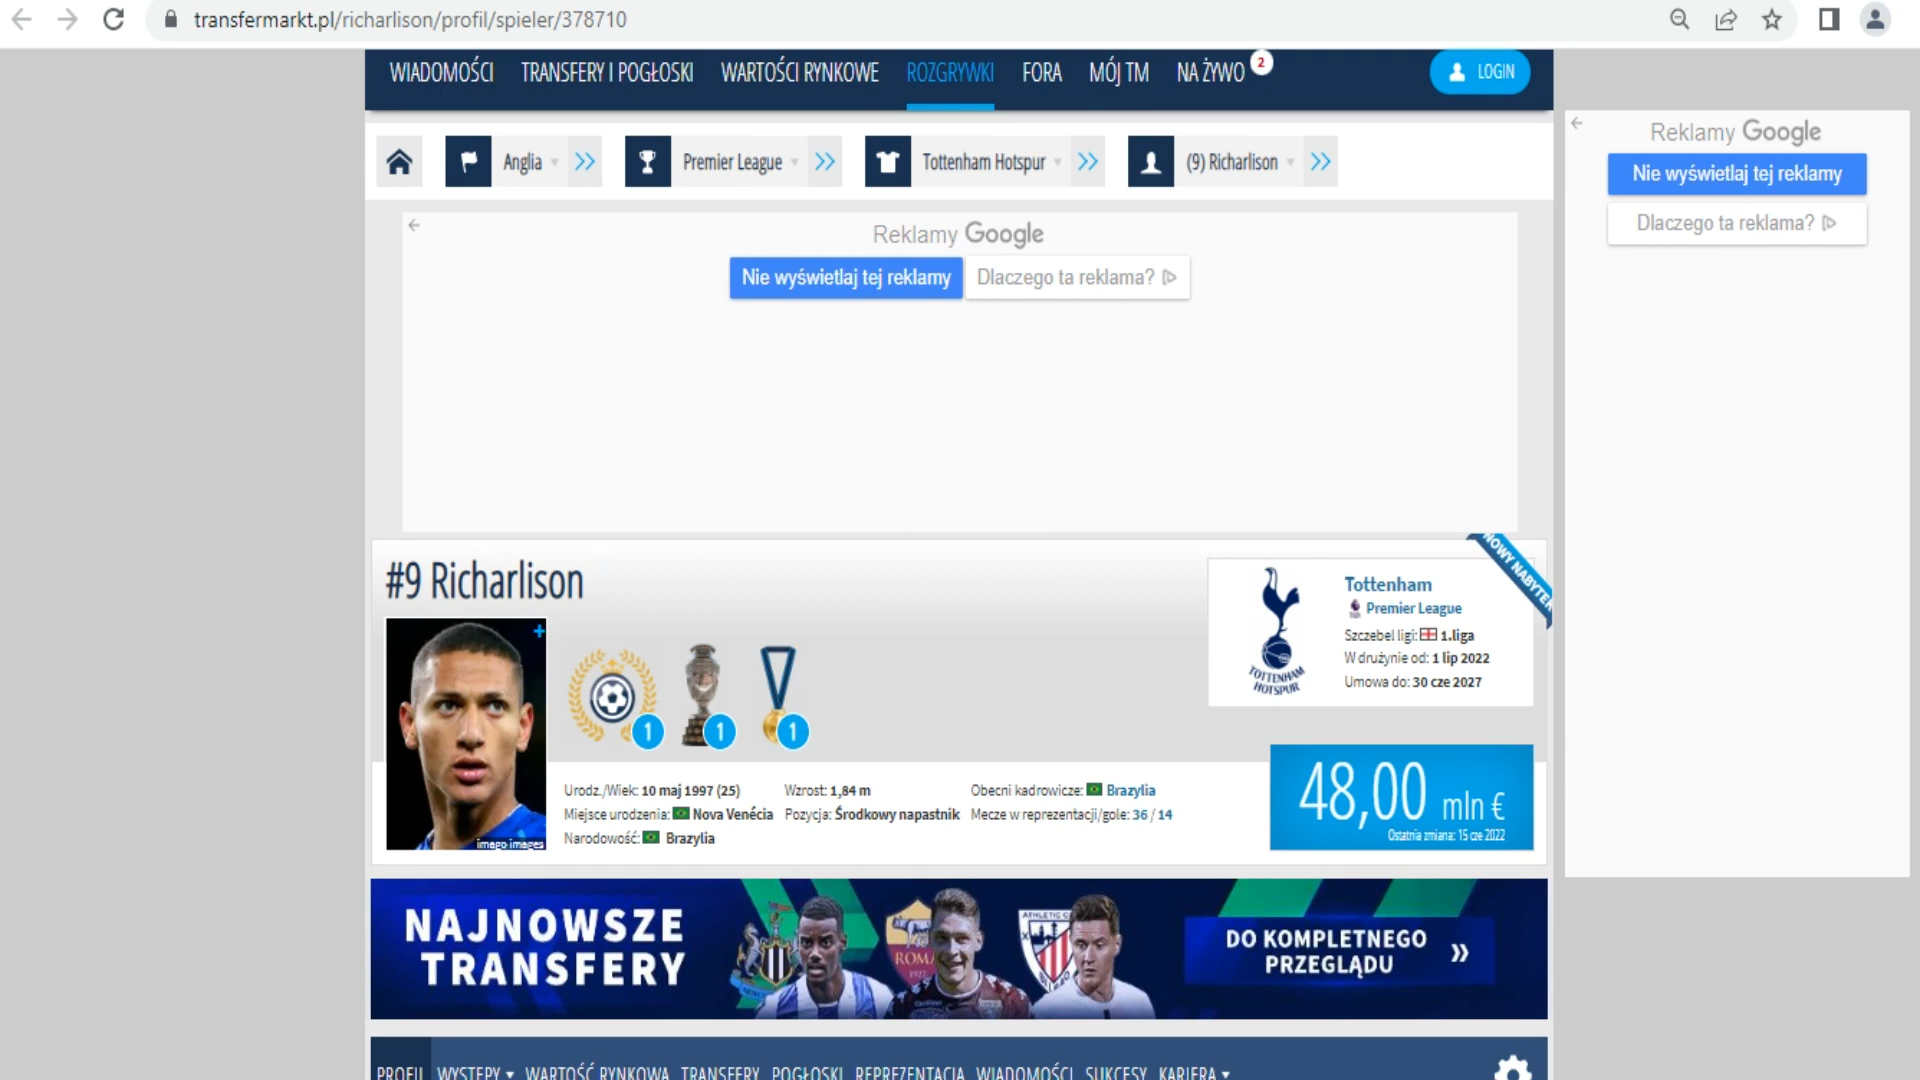 transfermarkt.pl/richarlison/profil/spieler/378710
WIADOMOŚCI TRANSFERY I POGŁOSKI WARTOŚCI RYNKOWE ROZGRYWKI FORA MÓJ TM NA ŻYWO 2 LOGIN
Anglia Premier League Tottenham Hotspur (9) Richarlison
Reklamy Google
Nie wyświetlaj tej reklamy Dlaczego ta reklama?
Reklamy Google
Nie wyświetlaj tej reklamy
Dlaczego ta reklama?
#9 Richarlison
imago images
1 1 1
Urodz./Wiek: 10 maj 1997 (25)
Miejsce urodzenia: Nova Venécia
Narodowość: Brazylia
Wzrost: 1,84 m
Pozycja: Środkowy napastnik
Obecni kadrowicze: Brazylia
Mecze w reprezentacji/gole: 36 / 14
NOWY NABYTEK
TOTTENHAM
HOTSPUR
Tottenham
Premier League
Szczebel ligi: 1.liga
W drużynie od: 1 lip 2022
Umowa do: 30 cze 2027
48,00 mln €
Ostatnia zmiana: 15 cze 2022
NAJNOWSZE
TRANSFERY
ROMA
1927
DO KOMPLETNEGO
PRZEGLĄDU »
PROFIL WYSTĘPY WARTOŚĆ RYNKOWA TRANSFERY POGŁOSKI REPREZENTACJA WIADOMOŚCI SUKCESY KARIERA